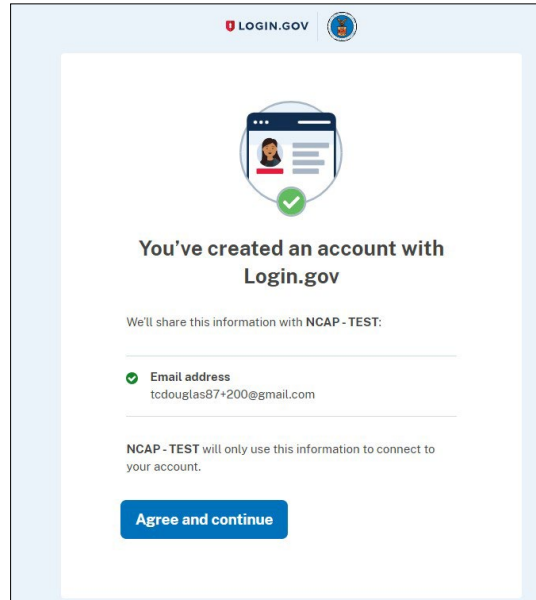 LOGIN.GOV
You’ve created an account with
Login.gov
We’ll share this information with NCAP - TEST:
Email address
tcdouglas87+200@gmail.com
NCAP - TEST will only use this information to connect to
your account.
Agree and continue